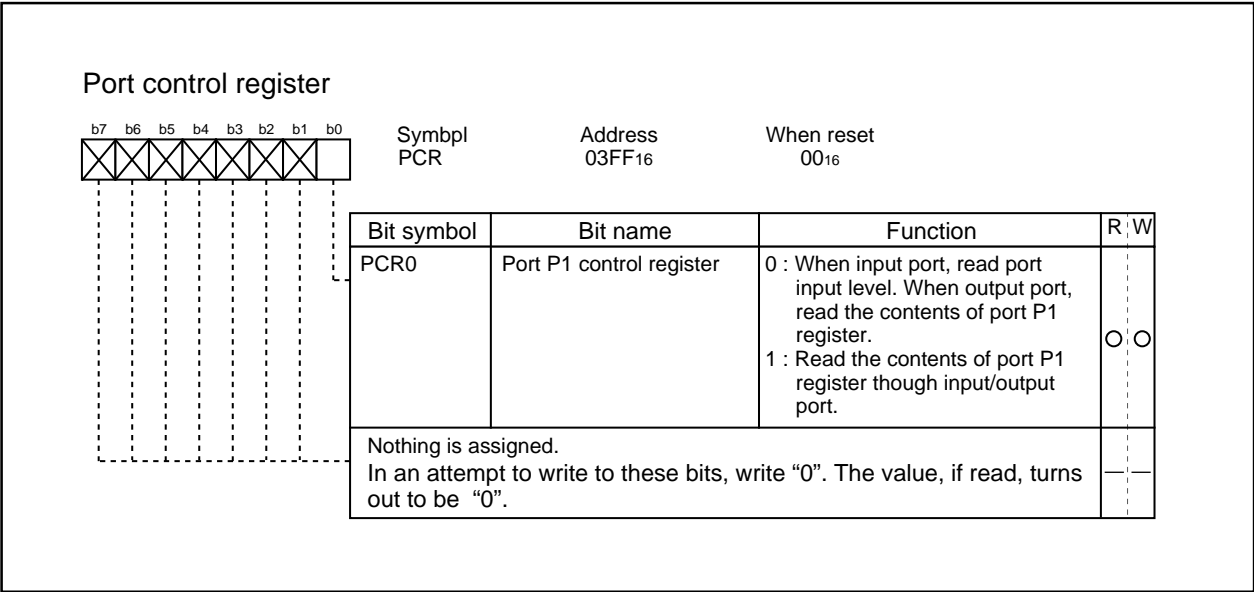 Port control register
b7 b6 b5 b4 b3 b2 b1 b0
Symbpl Address When reset
PCR 03FF16 0016
Bit symbol Bit name Function R W
PCR0 Port P1 control register 0 : When input port, read port
input level. When output port,
read the contents of port P1
register.
1 : Read the contents of port P1
register though input/output
port.
Nothing is assigned.
In an attempt to write to these bits, write “0”. The value, if read, turns
out to be “0”.